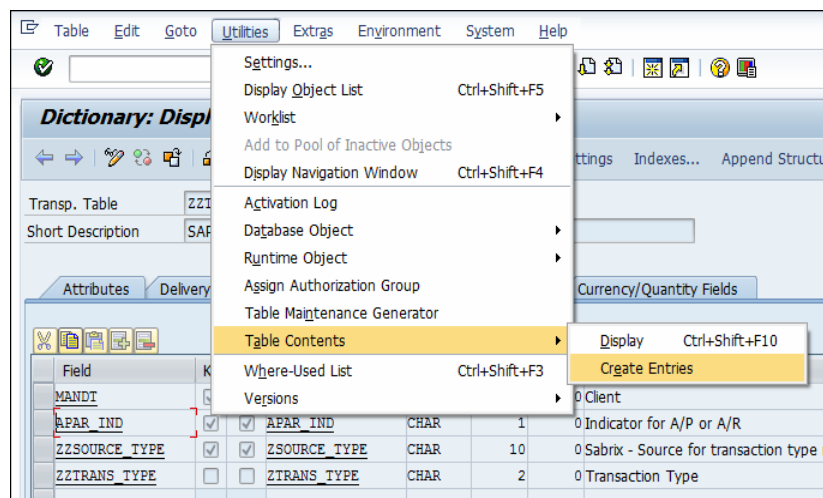 Table Edit Goto Utilities Extras Environment System Help
Settings...
Display Object List Ctrl+Shift+F5
Dictionary: Displ
Worklist
Add to Pool of Inactive Objects
ttings Indexes... Append Structu
Display Navigation Window Ctrl+Shift+F4
Transp. Table ZZT
Activation Log
Short Description SAP
Database Object
Runtime Object
Attributes Delivery
Assign Authorization Group
Currency/Quantity Fields
Table Maintenance Generator
Table Contents
Display Ctrl+Shift+F10
Field K
Where-Used List Ctrl+Shift+F3
Create Entries
MANDT
Versions
0 Client
APAR_IND APAR_IND CHAR 1 0 Indicator for A/P or A/R
ZZSOURCE_TYPE ZSOURCE_TYPE CHAR 10 0 Sabrix - Source for transaction type
ZZTRANS_TYPE ZTRANS_TYPE CHAR 2 0 Transaction Type